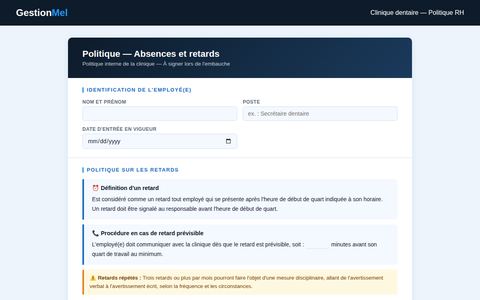 GestionMel
Clinique dentaire — Politique RH
Politique — Absences et retards
Politique interne de la clinique — À signer lors de l'embauche
IDENTIFICATION DE L'EMPLOYÉ(E)
NOM ET PRÉNOM
POSTE
ex. : Secrétaire dentaire
DATE D'ENTRÉE EN VIGUEUR
mm/dd/yyyy
POLITIQUE SUR LES RETARDS
⏰ Définition d'un retard
Est considéré comme un retard tout employé qui se présente après l'heure de début de quart indiquée à son horaire.
Un retard doit être signalé au responsable avant l'heure de début de quart.
📞 Procédure en cas de retard prévisible
L'employé(e) doit communiquer avec la clinique dès que le retard est prévisible, soit : ______ minutes avant son
quart de travail au minimum.
⚠️ Retards répétés : Trois retards ou plus par mois pourront faire l'objet d'une mesure disciplinaire, allant de l'avertissement
verbal à l'avertissement écrit, selon la fréquence et les circonstances.